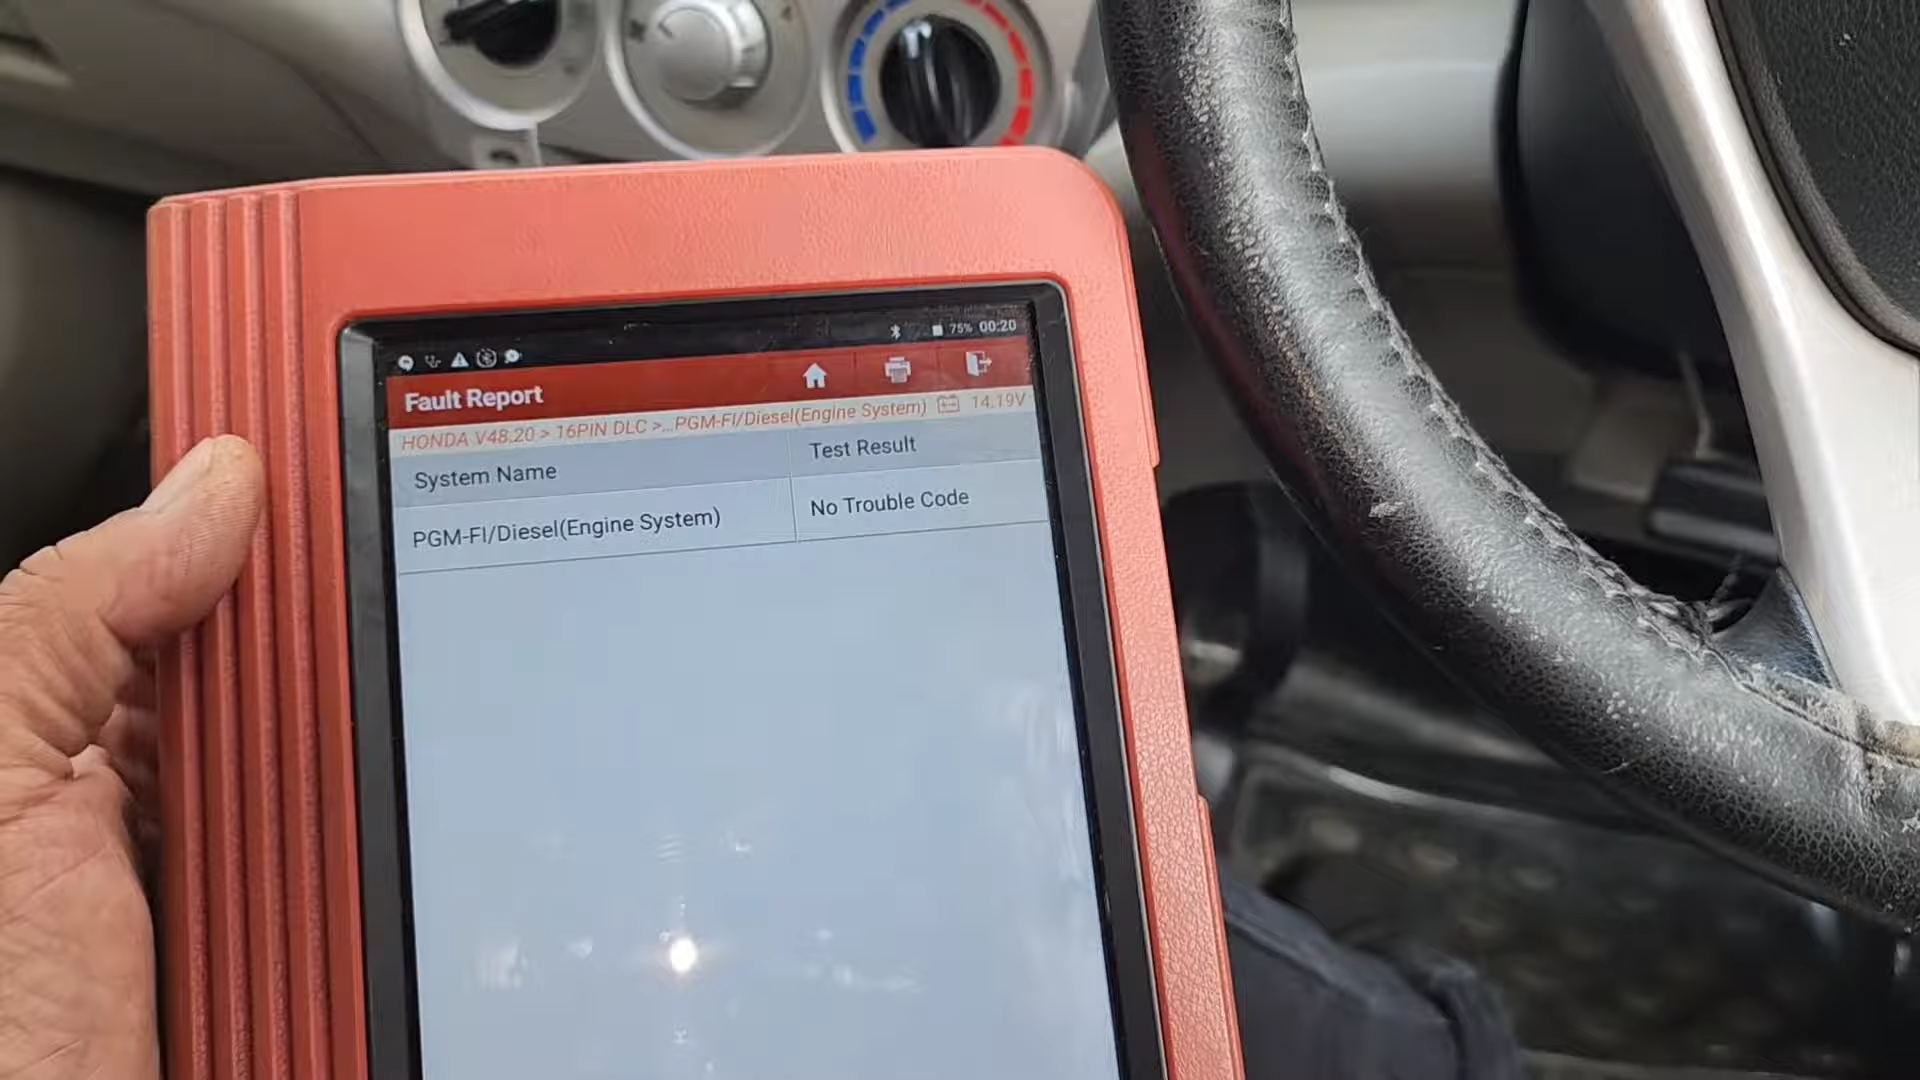 75% 00:20
Fault Report
HONDA V48.20 > 16PIN DLC >...PGM-FI/Diesel(Engine System) 14.19V
System Name Test Result
PGM-FI/Diesel(Engine System) No Trouble Code